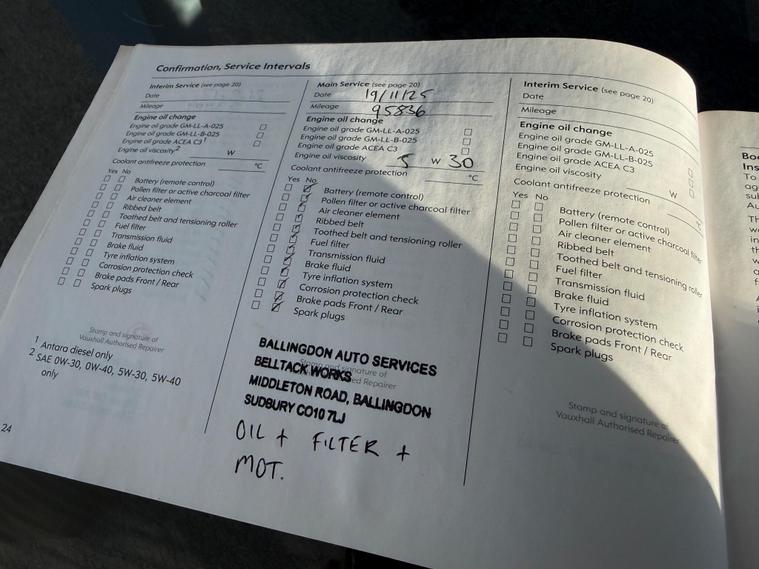 Confirmation, Service Intervals
Interim Service (see page 20)
Date
Mileage
Engine oil change
Engine oil grade GM-LL-A-025
Engine oil grade GM-LL-B-025
Engine oil grade ACEA C3¹
Engine oil viscosity² W
Coolant antifreeze protection °C
Yes No
Battery (remote control)
Pollen filter or active charcoal filter
Air cleaner element
Ribbed belt
Toothed belt and tensioning roller
Fuel filter
Transmission fluid
Brake fluid
Tyre inflation system
Corrosion protection check
Brake pads Front / Rear
Spark plugs
Stamp and signature of
Vauxhall Authorised Repairer
1 Antara diesel only
2 SAE 0W-30, 0W-40, 5W-30, 5W-40
only
24
Main Service (see page 20)
Date 19/11/25
Mileage 95836
Engine oil change
Engine oil grade GM-LL-A-025
Engine oil grade GM-LL-B-025
Engine oil grade ACEA C3
Engine oil viscosity 5 W 30
Coolant antifreeze protection °C
Yes No
Battery (remote control)
Pollen filter or active charcoal filter
Air cleaner element
Ribbed belt
Toothed belt and tensioning roller
Fuel filter
Transmission fluid
Brake fluid
Tyre inflation system
Corrosion protection check
Brake pads Front / Rear
Spark plugs
signature of
ed Repairer
BALLINGDON AUTO SERVICES
BELLTACK WORKS
MIDDLETON ROAD, BALLINGDON
SUDBURY CO10 7LJ
OIL + FILTER +
MOT.
Interim Service (see page 20)
Date
Mileage
Engine oil change
Engine oil grade GM-LL-A-025
Engine oil grade GM-LL-B-025
Engine oil grade ACEA C3
Engine oil viscosity W
Coolant antifreeze protection °C
Yes No
Battery (remote control)
Pollen filter or active charcoal filter
Air cleaner element
Ribbed belt
Toothed belt and tensioning roller
Fuel filter
Transmission fluid
Brake fluid
Tyre inflation system
Corrosion protection check
Brake pads Front / Rear
Spark plugs
Stamp and signature of
Vauxhall Authorised Repairer